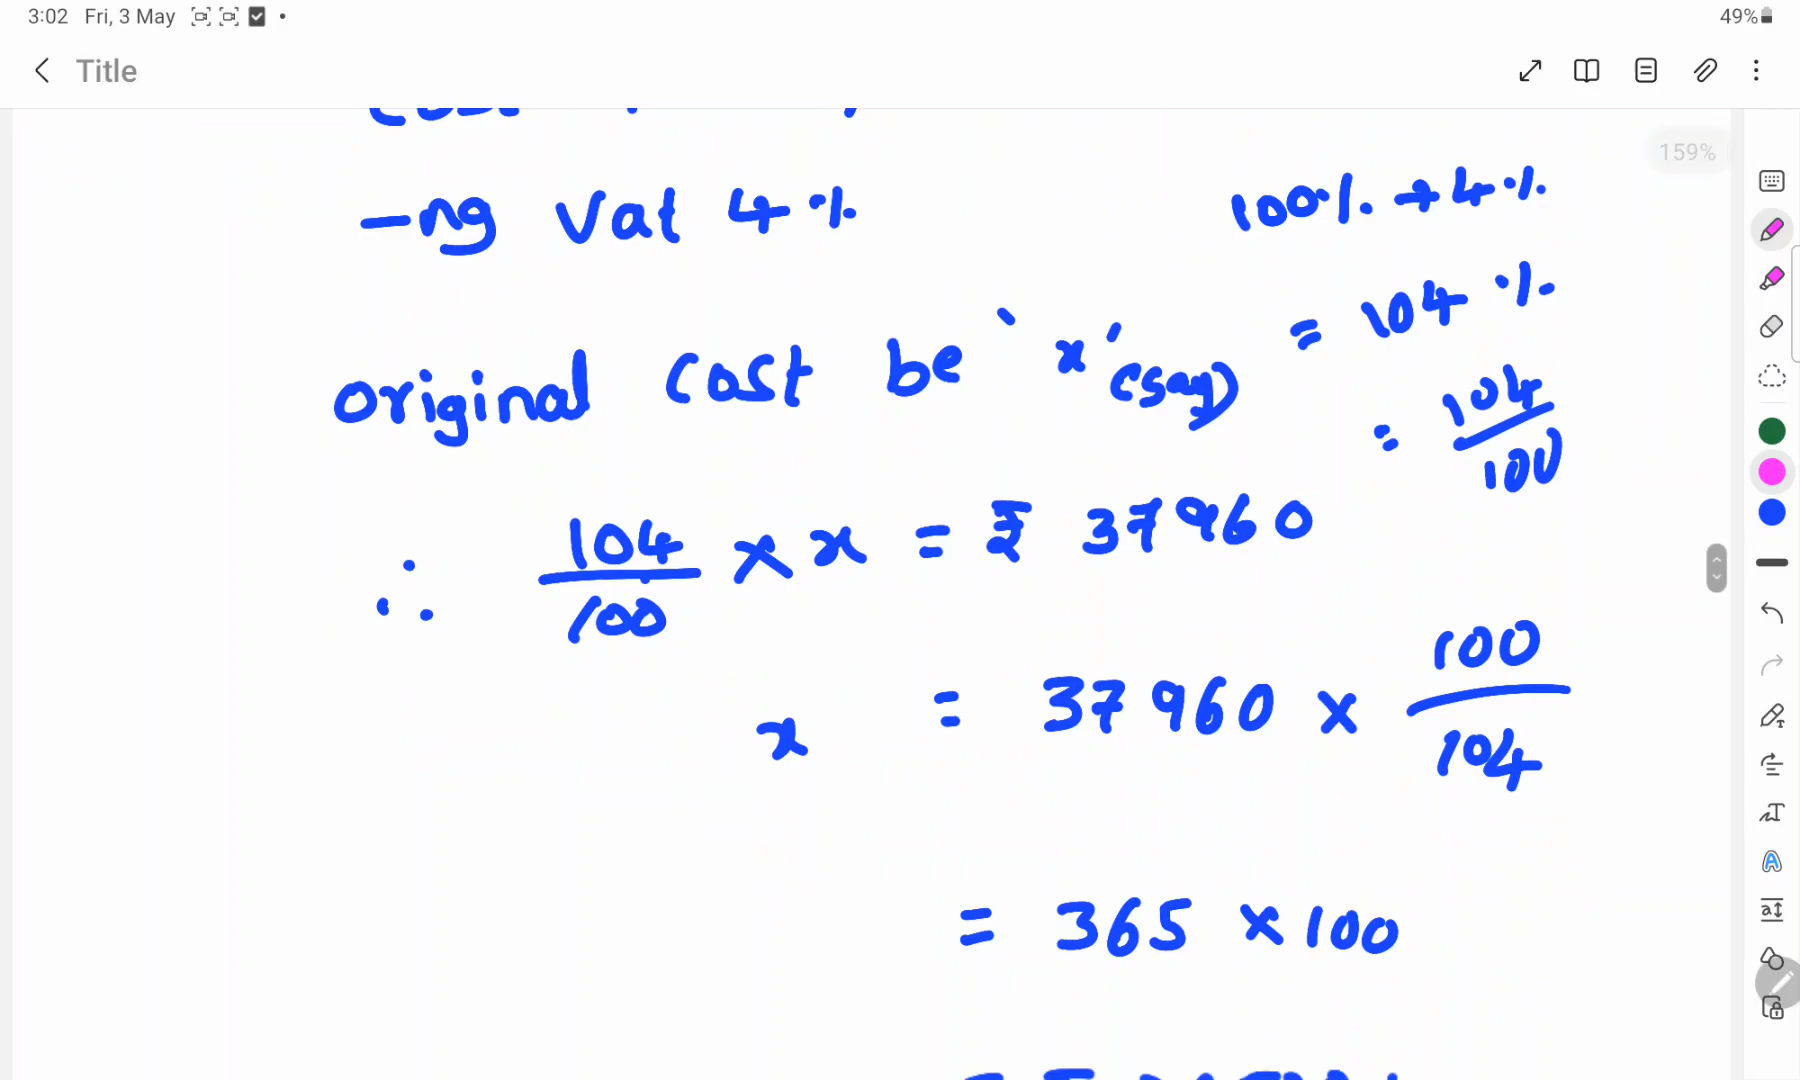 3:02 Fri, 3 May 49%
Title
159%
-ng Vat 4 %
100% → 4 %
= 104 %
original cost be 'x' (say)
= 104/100
∴ 104/100 × x = ₹ 37960
x = 37960 × 100/104
= 365 × 100